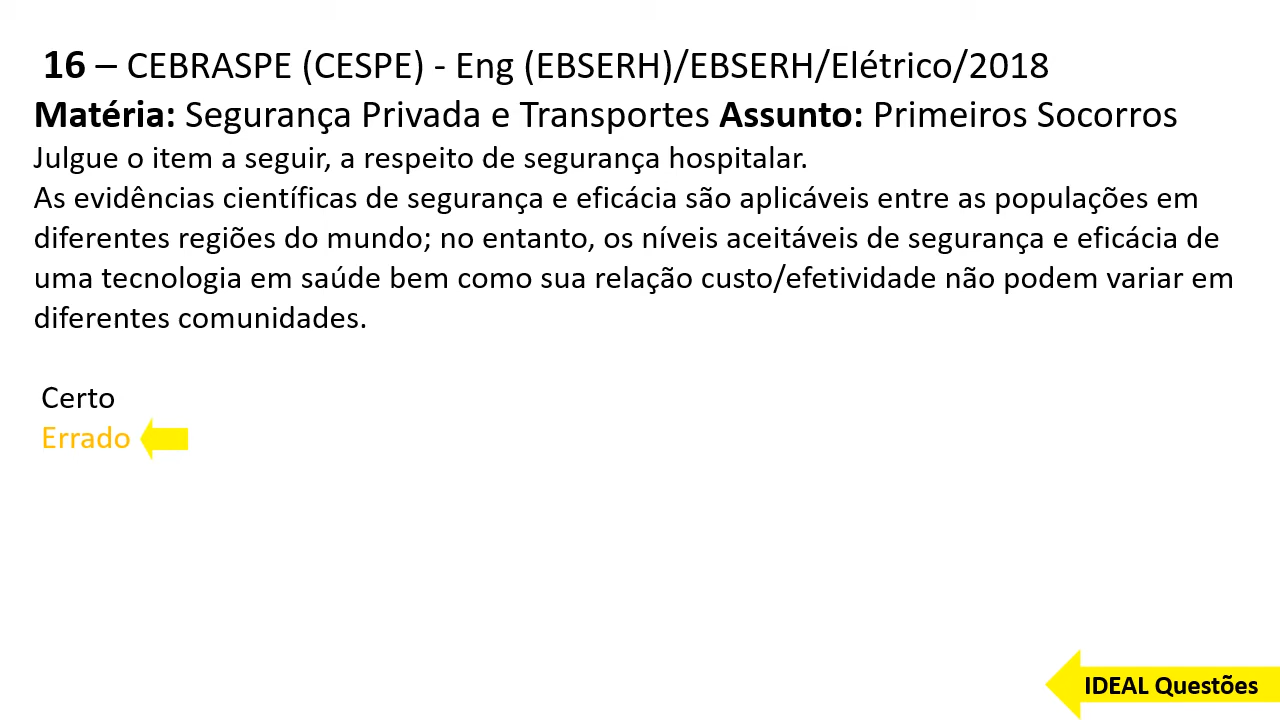 16 – CEBRASPE (CESPE) - Eng (EBSERH)/EBSERH/Elétrico/2018
Matéria: Segurança Privada e Transportes Assunto: Primeiros Socorros
Julgue o item a seguir, a respeito de segurança hospitalar.
As evidências científicas de segurança e eficácia são aplicáveis entre as populações em
diferentes regiões do mundo; no entanto, os níveis aceitáveis de segurança e eficácia de
uma tecnologia em saúde bem como sua relação custo/efetividade não podem variar em
diferentes comunidades.
Certo
Errado
IDEAL Questões